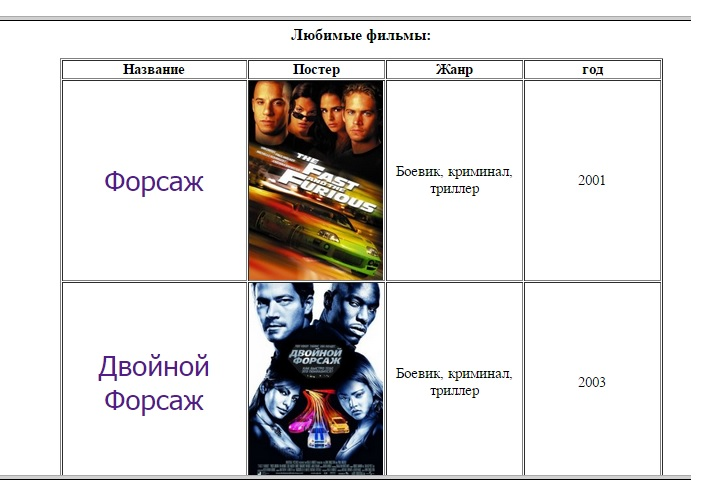 Любимые фильмы:
Название Постер Жанр год
Форсаж
THE
FAST
AND THE
FURIOUS
Боевик, криминал,
триллер
2001
Двойной
Форсаж
ДВОЙНОЙ
ФОРСАЖ
Боевик, криминал,
триллер
2003